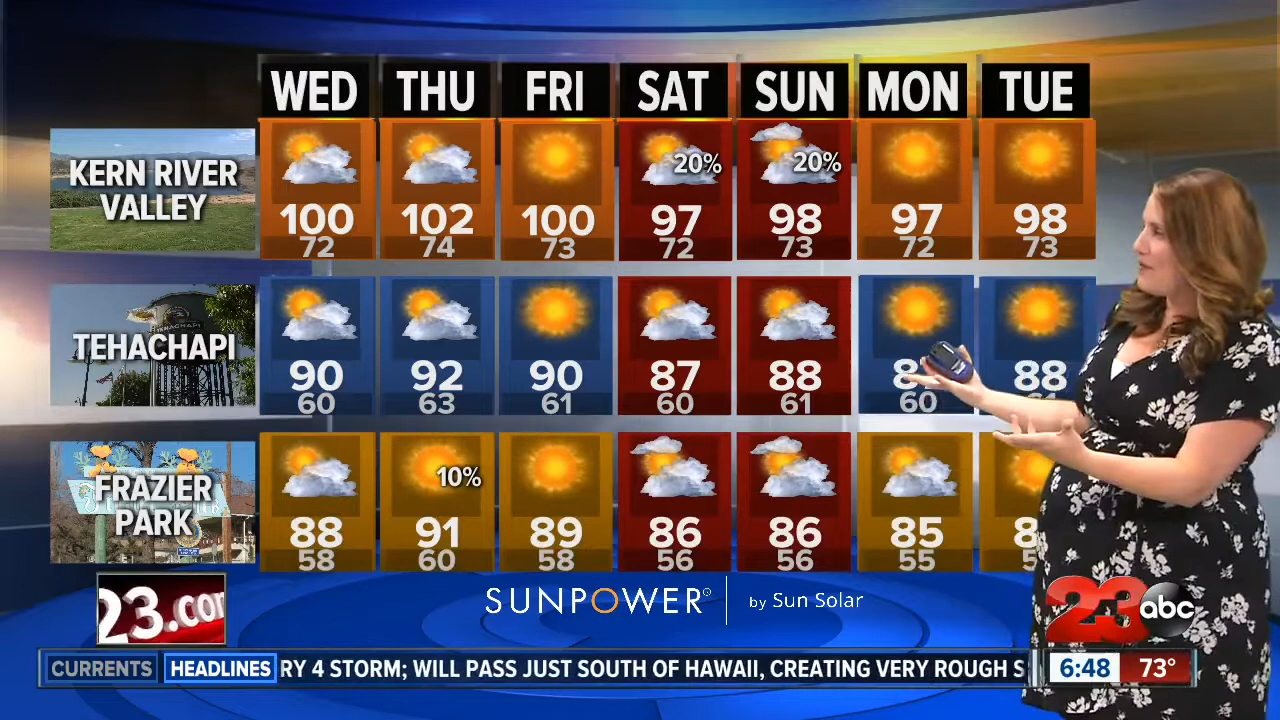 WED THU FRI SAT SUN MON TUE
KERN RIVER
VALLEY
20% 20%
100 102 100 97 98 97 98
72 74 73 72 73 72 73
TEHACHAPI
90 92 90 87 88 88
60 63 61 60 61 60
FRAZIER
PARK
10%
88 91 89 86 86 85
58 60 58 56 56 55
23.com
SUNPOWER® by Sun Solar
23 abc
CURRENTS HEADLINES RY 4 STORM; WILL PASS JUST SOUTH OF HAWAII, CREATING VERY ROUGH S
6:48 73°